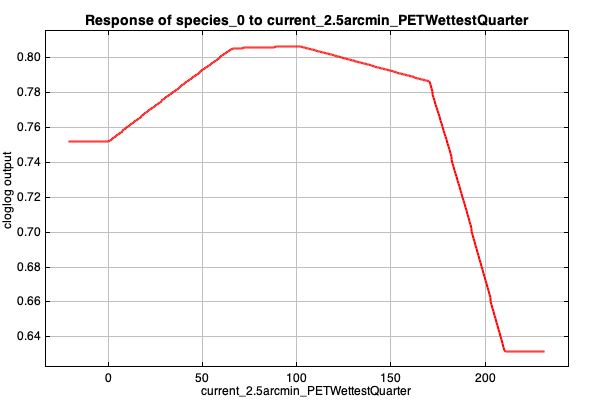 Response of species_0 to current_2.5arcmin_PETWettestQuarter
0.80
0.78
0.76
0.74
0.72
0.70
0.68
0.66
0.64
cloglog output
0 50 100 150 200
current_2.5arcmin_PETWettestQuarter